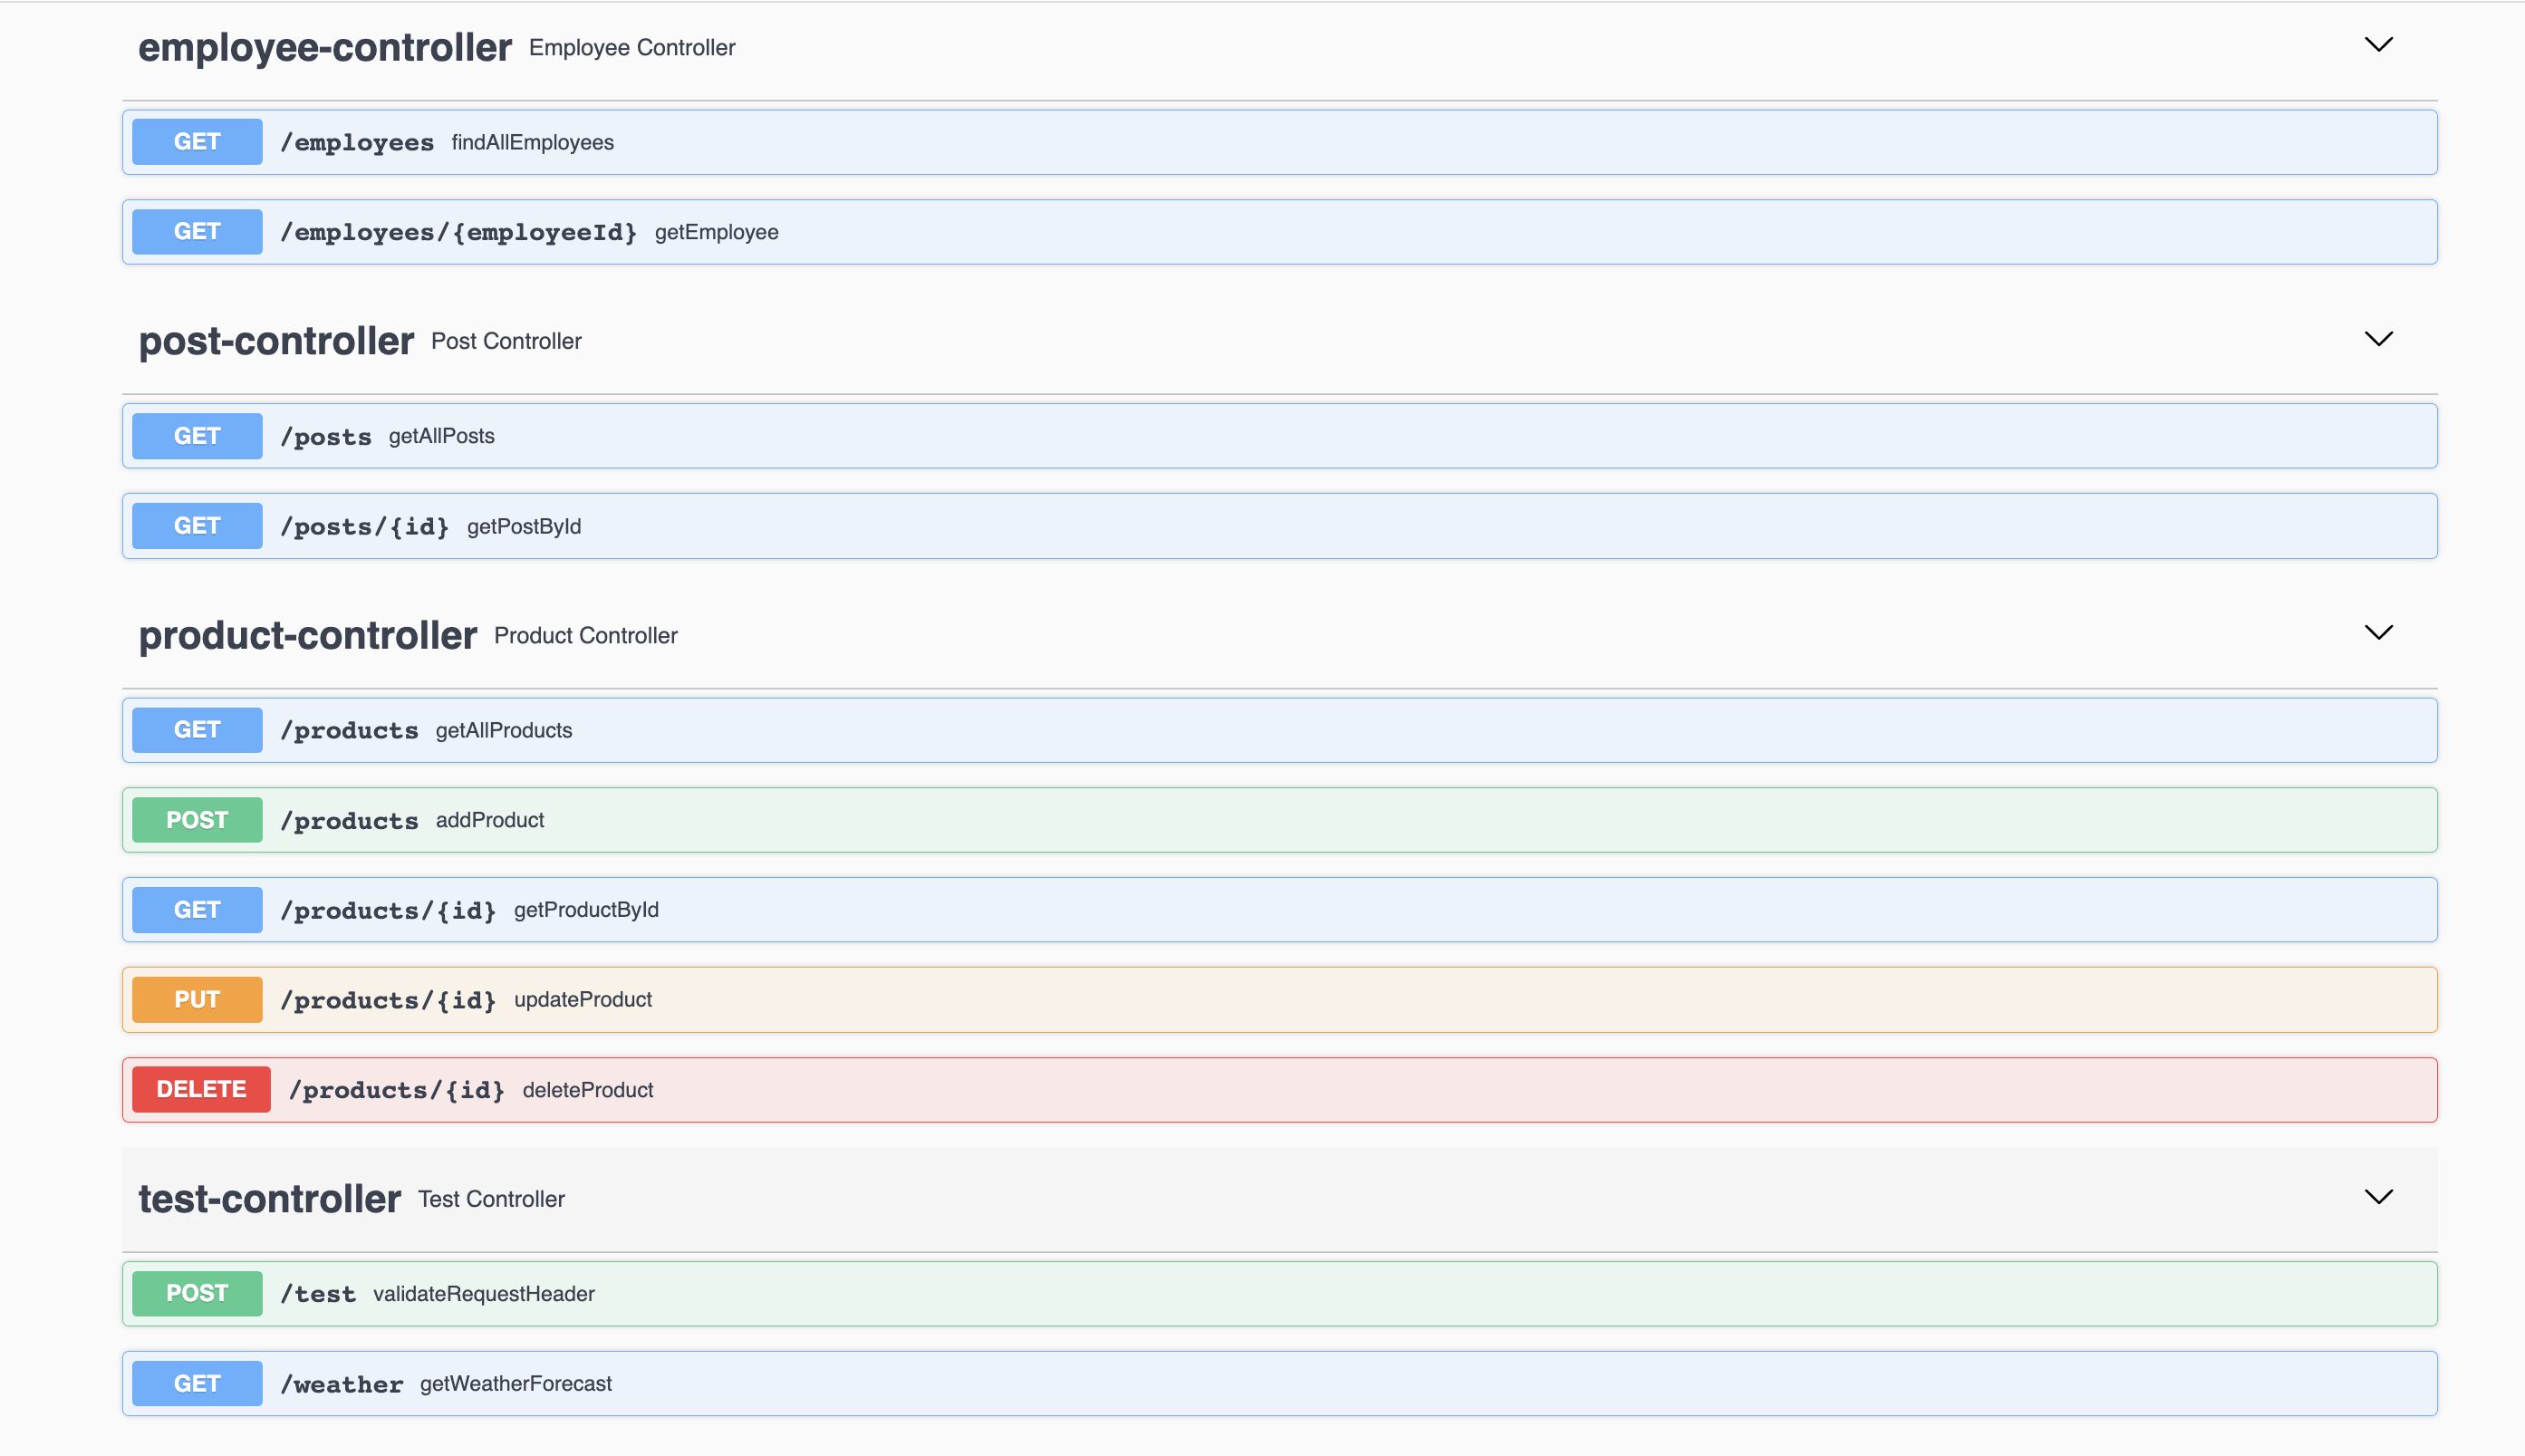 employee-controller Employee Controller
GET /employees findAllEmployees
GET /employees/{employeeId} getEmployee
post-controller Post Controller
GET /posts getAllPosts
GET /posts/{id} getPostById
product-controller Product Controller
GET /products getAllProducts
POST /products addProduct
GET /products/{id} getProductById
PUT /products/{id} updateProduct
DELETE /products/{id} deleteProduct
test-controller Test Controller
POST /test validateRequestHeader
GET /weather getWeatherForecast